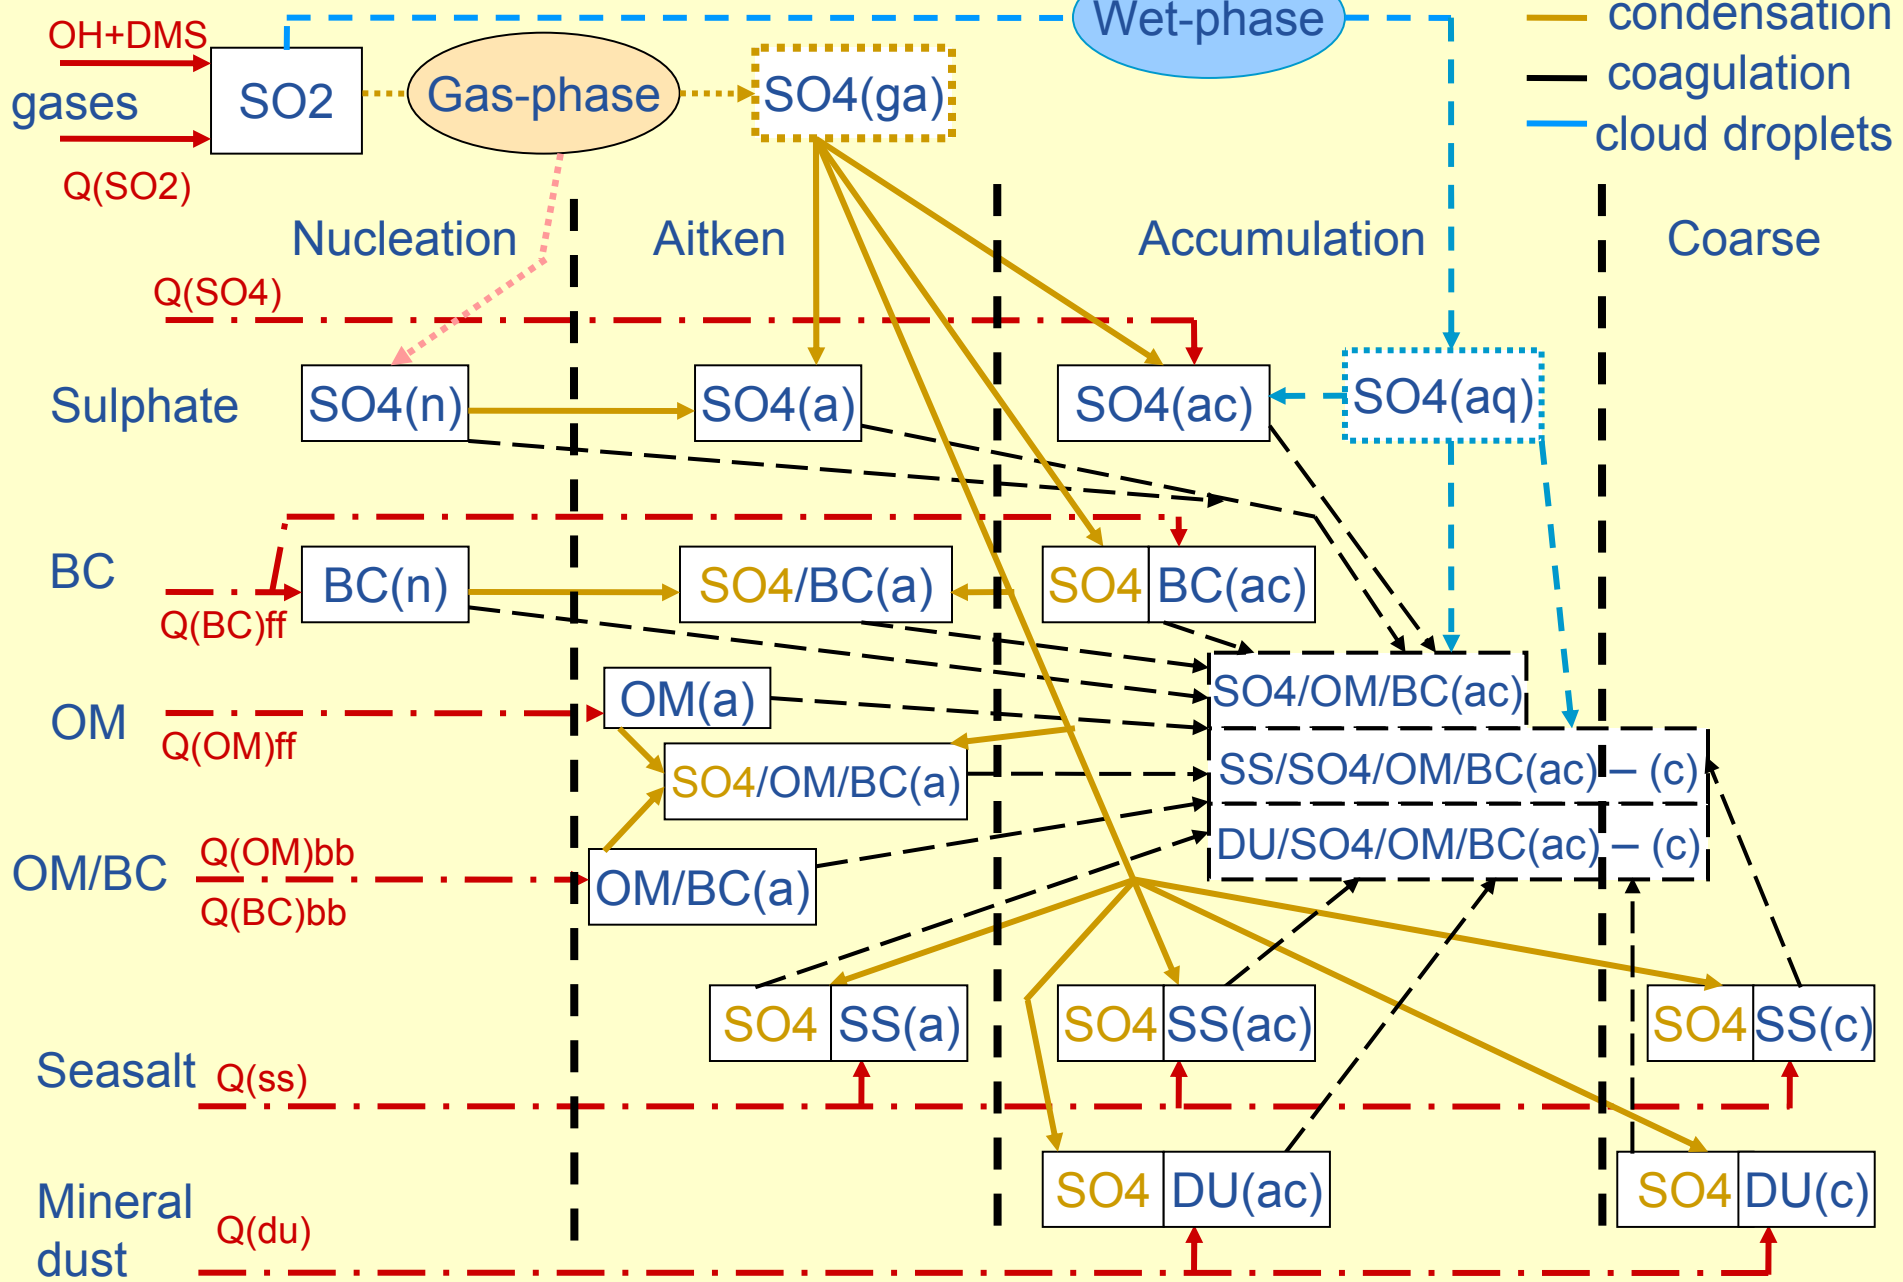 Wet-phase
condensation
OH+DMS
gases
SO2
Gas-phase
SO4(ga)
coagulation
cloud droplets
Q(SO2)
Nucleation
Aitken
Accumulation
Coarse
Q(SO4)
Sulphate
SO4(n)
SO4(a)
SO4(ac)
SO4(aq)
BC
BC(n)
SO4/BC(a)
SO4 BC(ac)
Q(BC)ff
OM
OM(a)
SO4/OM/BC(ac)
Q(OM)ff
SO4/OM/BC(a)
SS/SO4/OM/BC(ac) – (c)
DU/SO4/OM/BC(ac) – (c)
OM/BC
Q(OM)bb
Q(BC)bb
OM/BC(a)
SO4 SS(a)
SO4 SS(ac)
SO4 SS(c)
Seasalt
Q(ss)
Mineral
dust
Q(du)
SO4 DU(ac)
SO4 DU(c)